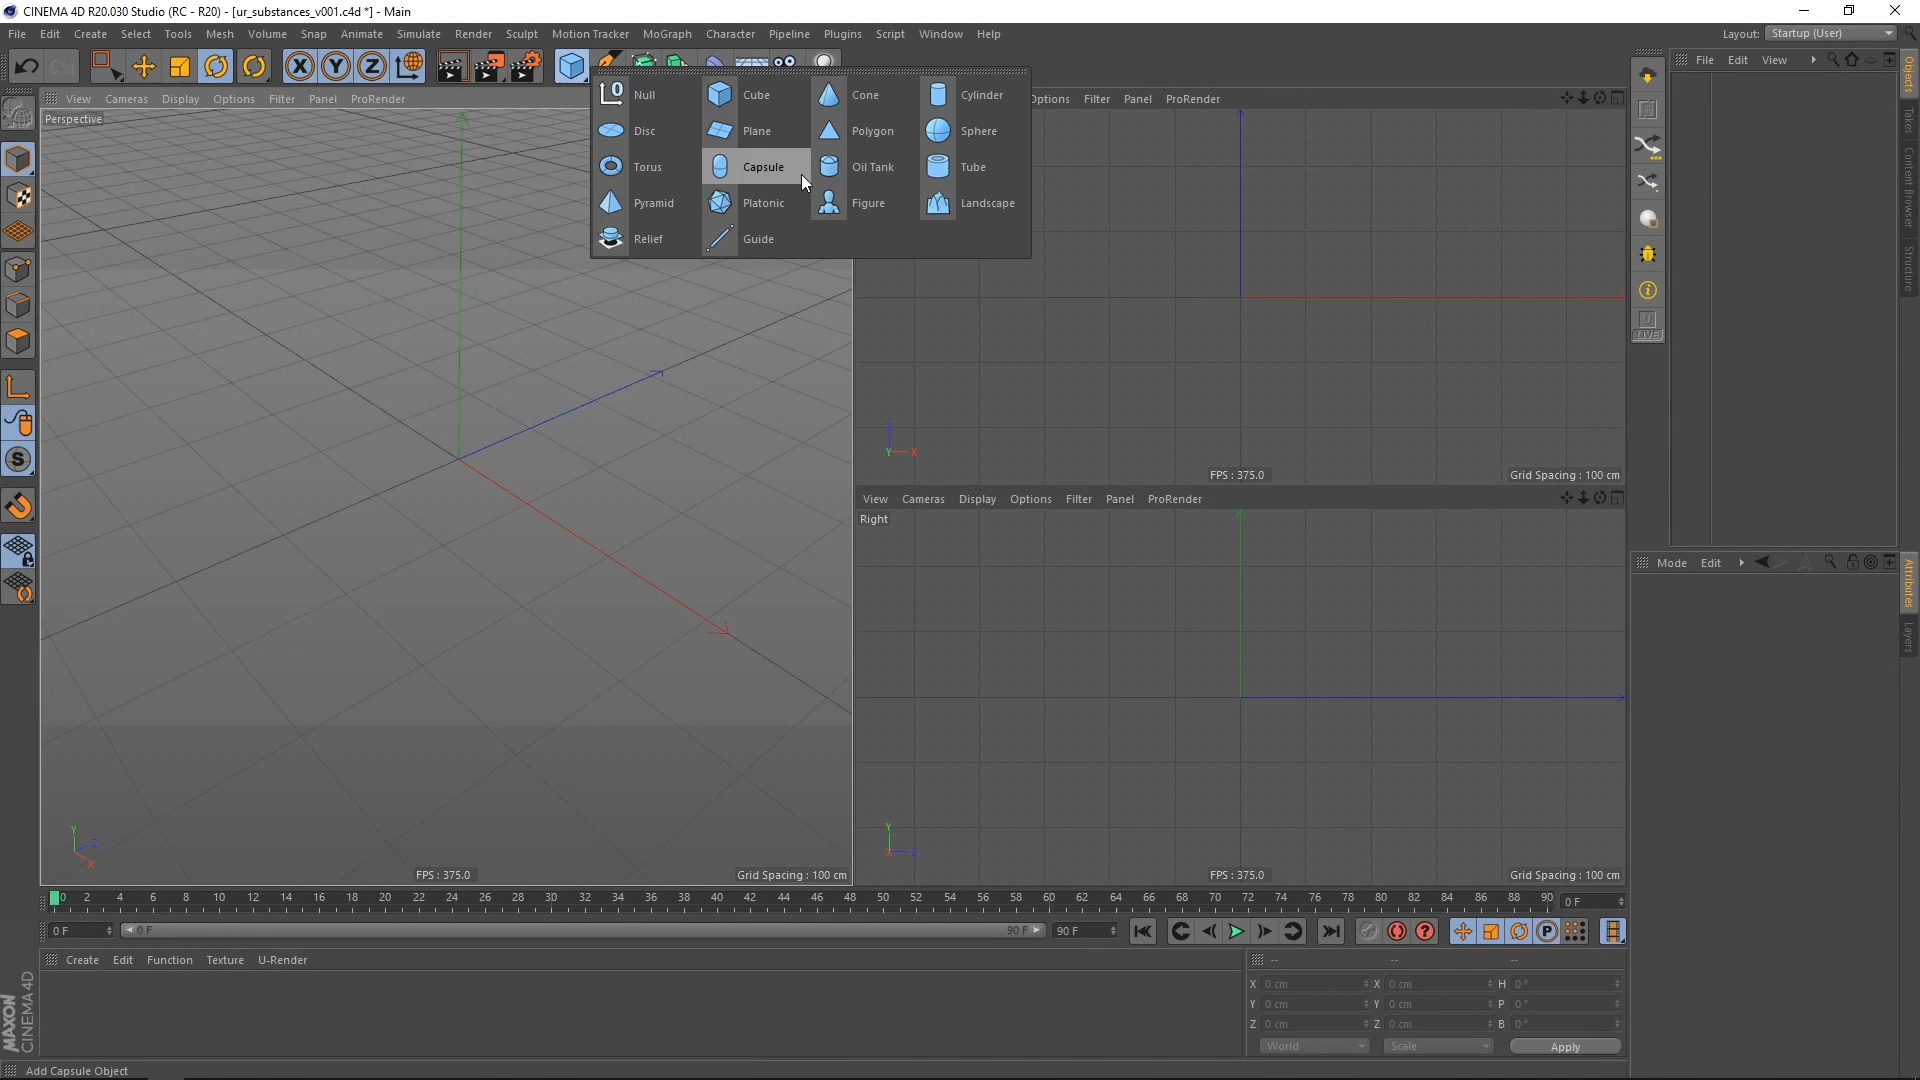 CINEMA 4D R20.030 Studio (RC - R20) - [ur_substances_v001.c4d *] - Main
File Edit Create Select Tools Mesh Volume Snap Animate Simulate Render Sculpt Motion Tracker MoGraph Character Pipeline Plugins Script Window Help
Layout: Startup (User)
X Y Z
File Edit View
View Cameras Display Options Filter Panel ProRender
Options Filter Panel ProRender
Perspective
0 Null Cube Cone Cylinder
Disc Plane Polygon Sphere
Torus Capsule Oil Tank Tube
Pyramid Platonic Figure Landscape
Relief Guide
Objects
Takes
Content Browser
Structure
U
LIVE
S
Z
Y X
FPS : 375.0 Grid Spacing : 100 cm
View Cameras Display Options Filter Panel ProRender
Right
Mode Edit
Attributes
Layers
Y
Z
X
Y
X Z
FPS : 375.0 Grid Spacing : 100 cm
FPS : 375.0 Grid Spacing : 100 cm
0 2 4 6 8 10 12 14 16 18 20 22 24 26 28 30 32 34 36 38 40 42 44 46 48 50 52 54 56 58 60 62 64 66 68 70 72 74 76 78 80 82 84 86 88 90 0 F
0 F 0 F 90 F 90 F
? P
Create Edit Function Texture U-Render
-- -- --
X 0 cm X 0 cm H 0 °
Y 0 cm Y 0 cm P 0 °
Z 0 cm Z 0 cm B 0 °
World Scale Apply
MAXON
CINEMA 4D
Add Capsule Object